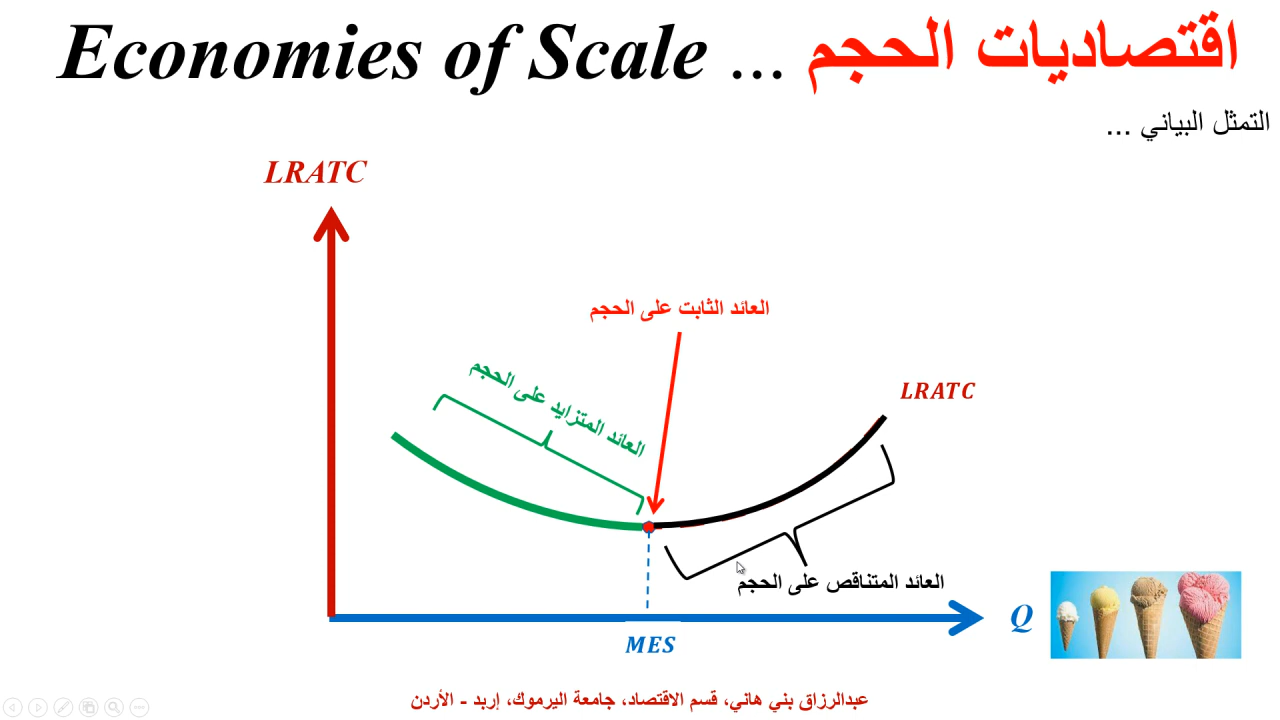 Economies of Scale ... اقتصاديات الحجم
التمثل البياني ...
LRATC
العائد الثابت على الحجم
العائد المتزايد على الحجم
LRATC
العائد المتناقص على الحجم
Q
MES
عبدالرزاق بني هاني، قسم الاقتصاد، جامعة اليرموك، إربد - الأردن